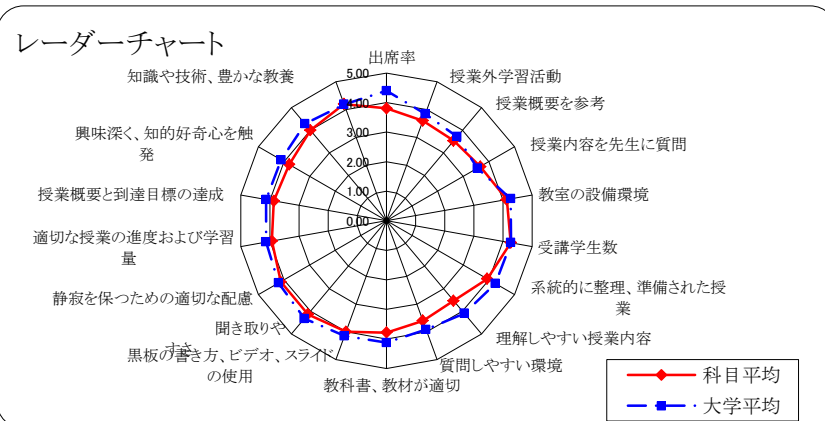 レーダーチャート
出席率
授業外学習活動
授業概要を参考
授業内容を先生に質問
教室の設備環境
受講学生数
系統的に整理、準備された授
業
理解しやすい授業内容
質問しやすい環境
教科書、教材が適切
黒板の書き方、ビデオ、スライド
の使用
聞き取りや
すさ
静寂を保つための適切な配慮
適切な授業の進度および学習
量
授業概要と到達目標の達成
興味深く、知的好奇心を触
発
知識や技術、豊かな教養
5.00
4.00
3.00
2.00
1.00
0.00
科目平均
大学平均